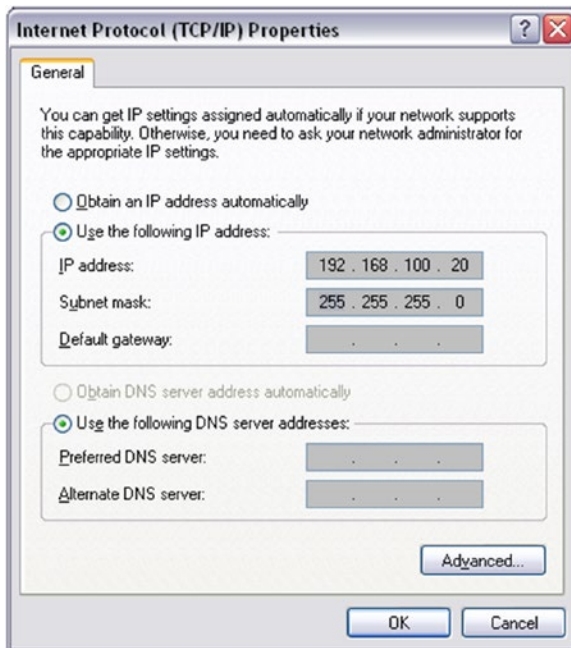 Internet Protocol (TCP/IP) Properties
General
You can get IP settings assigned automatically if your network supports
this capability. Otherwise, you need to ask your network administrator for
the appropriate IP settings.
Obtain an IP address automatically
Use the following IP address:
IP address: 192 . 168 . 100 . 20
Subnet mask: 255 . 255 . 255 . 0
Default gateway: . . .
Obtain DNS server address automatically
Use the following DNS server addresses:
Preferred DNS server: . . .
Alternate DNS server: . . .
Advanced...
OK Cancel